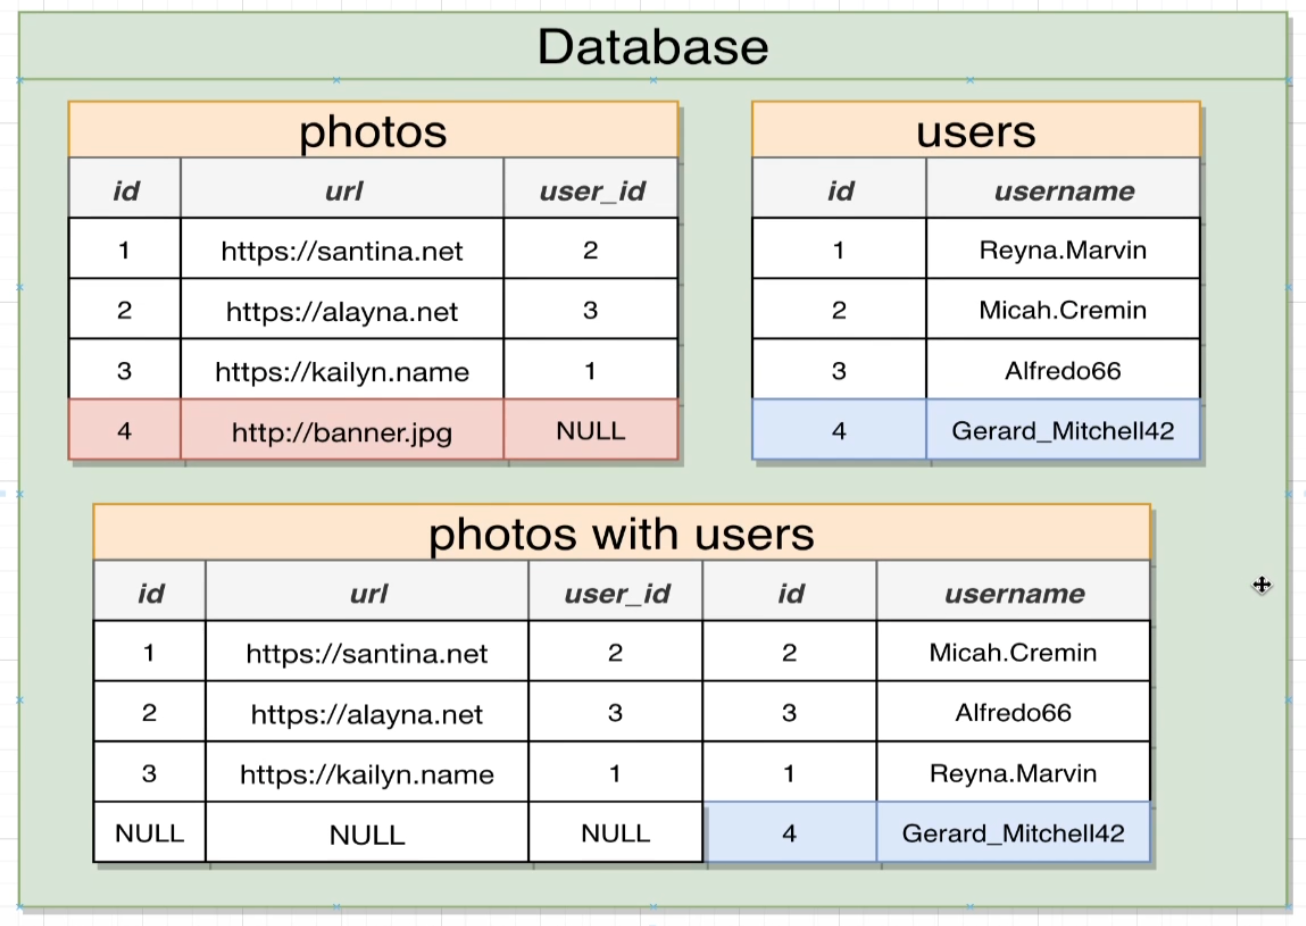 Database
photos
id url user_id
1 https://santina.net 2
2 https://alayna.net 3
3 https://kailyn.name 1
4 http://banner.jpg NULL
users
id username
1 Reyna.Marvin
2 Micah.Cremin
3 Alfredo66
4 Gerard_Mitchell42
photos with users
id url user_id id username
1 https://santina.net 2 2 Micah.Cremin
2 https://alayna.net 3 3 Alfredo66
3 https://kailyn.name 1 1 Reyna.Marvin
NULL NULL NULL 4 Gerard_Mitchell42